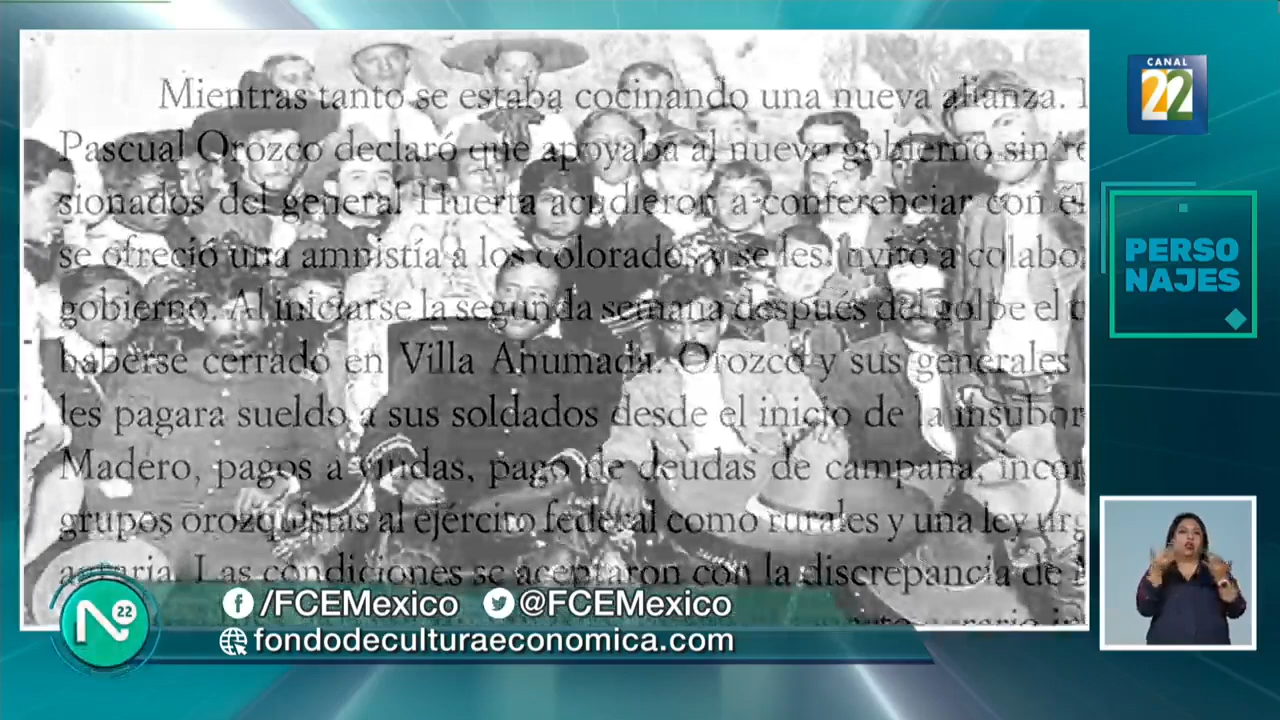 Mientras tanto se estaba cocinando una nueva alianza.
Pascual Orozco declaró que apoyaba al nuevo gobierno sin
sionados del general Huerta acudieron a conferenciar con
se ofreció una amnistía a los colorados y se les invitó a colabo
gobierno. Al iniciarse la segunda semana después del golpe el
haberse cerrado en Villa Ahumada. Orozco y sus generales
les pagara sueldo a sus soldados desde el inicio de la insubor
Madero, pagos a viudas, pago de deudas de campaña, incor
grupos orozquistas al ejército federal como rurales y una ley
agraria. Las condiciones se aceptaron con la discrepancia de
N22
/FCEMexico @FCEMexico
fondodeculturaeconomica.com
CANAL
22
PERSO
NAJES